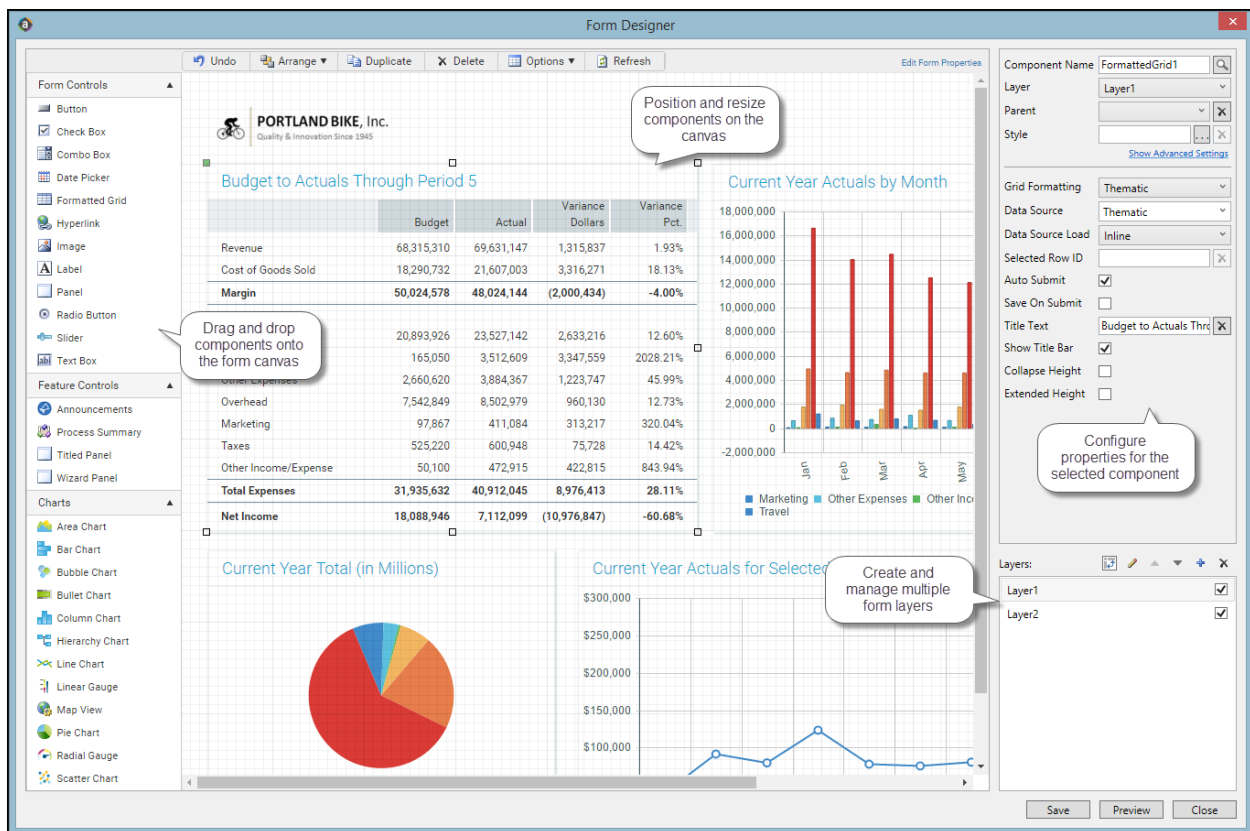 Form Designer
Undo
Arrange ▼
Duplicate
Delete
Options ▼
Refresh
Edit Form Properties
Form Controls
Button
Check Box
Combo Box
Date Picker
Formatted Grid
Hyperlink
Image
Label
Panel
Radio Button
Slider
Text Box
Feature Controls
Announcements
Process Summary
Titled Panel
Wizard Panel
Charts
Area Chart
Bar Chart
Bubble Chart
Bullet Chart
Column Chart
Hierarchy Chart
Line Chart
Linear Gauge
Map View
Pie Chart
Radial Gauge
Scatter Chart
PORTLAND BIKE, Inc.
Quality & Innovation Since 1945
Position and resize
components on the
canvas
Drag and drop
components onto
the form canvas
Budget to Actuals Through Period 5
Budget Actual Variance Dollars Variance Pct.
Revenue 68,315,310 69,631,147 1,315,837 1.93%
Cost of Goods Sold 18,290,732 21,607,003 3,316,271 18.13%
Margin 50,024,578 48,024,144 (2,000,434) -4.00%
20,893,926 23,527,142 2,633,216 12.60%
165,050 3,512,609 3,347,559 2028.21%
Other Expenses 2,660,620 3,884,367 1,223,747 45.99%
Overhead 7,542,849 8,502,979 960,130 12.73%
Marketing 97,867 411,084 313,217 320.04%
Taxes 525,220 600,948 75,728 14.42%
Other Income/Expense 50,100 472,915 422,815 843.94%
Total Expenses 31,935,632 40,912,045 8,976,413 28.11%
Net Income 18,088,946 7,112,099 (10,976,847) -60.68%
Current Year Actuals by Month
18,000,000
16,000,000
14,000,000
12,000,000
10,000,000
8,000,000
6,000,000
4,000,000
2,000,000
0
-2,000,000
Jan Feb Mar Apr May
Marketing Other Expenses Other Inc
Travel
Current Year Total (in Millions)
Current Year Actuals for Selected
$300,000
$250,000
$200,000
$150,000
$100,000
Component Name FormattedGrid1
Layer Layer1
Parent
Style ...
Show Advanced Settings
Grid Formatting Thematic
Data Source Thematic
Data Source Load Inline
Selected Row ID
Auto Submit
Save On Submit
Title Text Budget to Actuals Thro
Show Title Bar
Collapse Height
Extended Height
Configure
properties for the
selected component
Create and
manage multiple
form layers
Layers:
Layer1
Layer2
Save
Preview
Close